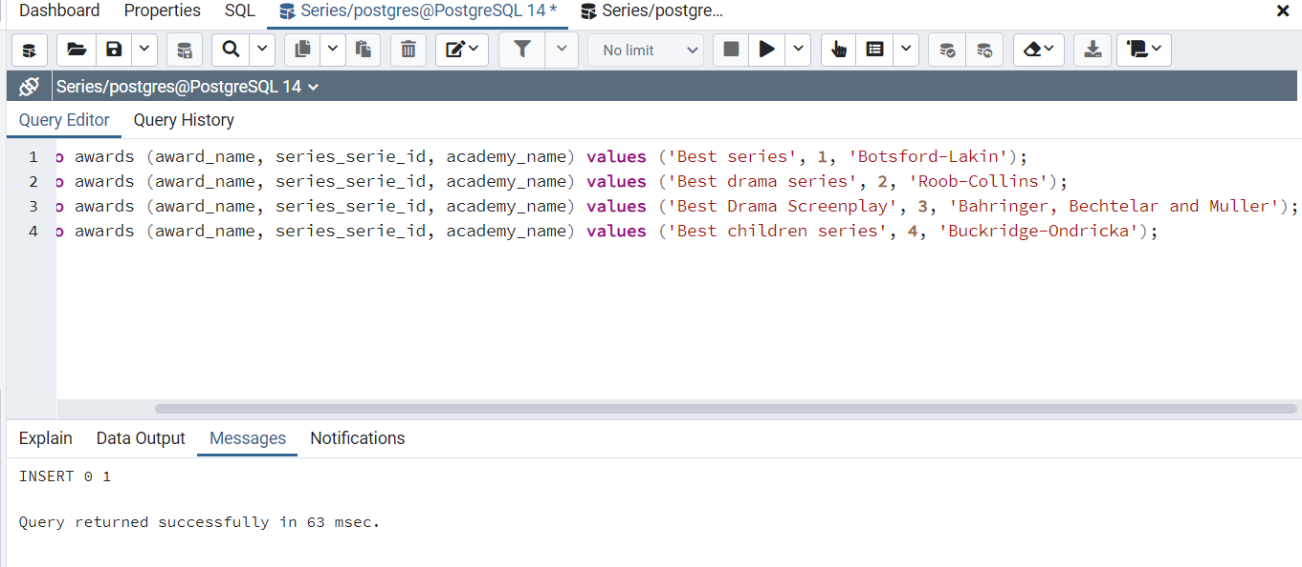 Dashboard Properties SQL Series/postgres@PostgreSQL 14 * Series/postgre...
No limit
Series/postgres@PostgreSQL 14
Query Editor Query History
1 o awards (award_name, series_serie_id, academy_name) values ('Best series', 1, 'Botsford-Lakin');
2 o awards (award_name, series_serie_id, academy_name) values ('Best drama series', 2, 'Roob-Collins');
3 o awards (award_name, series_serie_id, academy_name) values ('Best Drama Screenplay', 3, 'Bahringer, Bechtelar and Muller');
4 o awards (award_name, series_serie_id, academy_name) values ('Best children series', 4, 'Buckridge-Ondricka');
Explain Data Output Messages Notifications
INSERT 0 1
Query returned successfully in 63 msec.